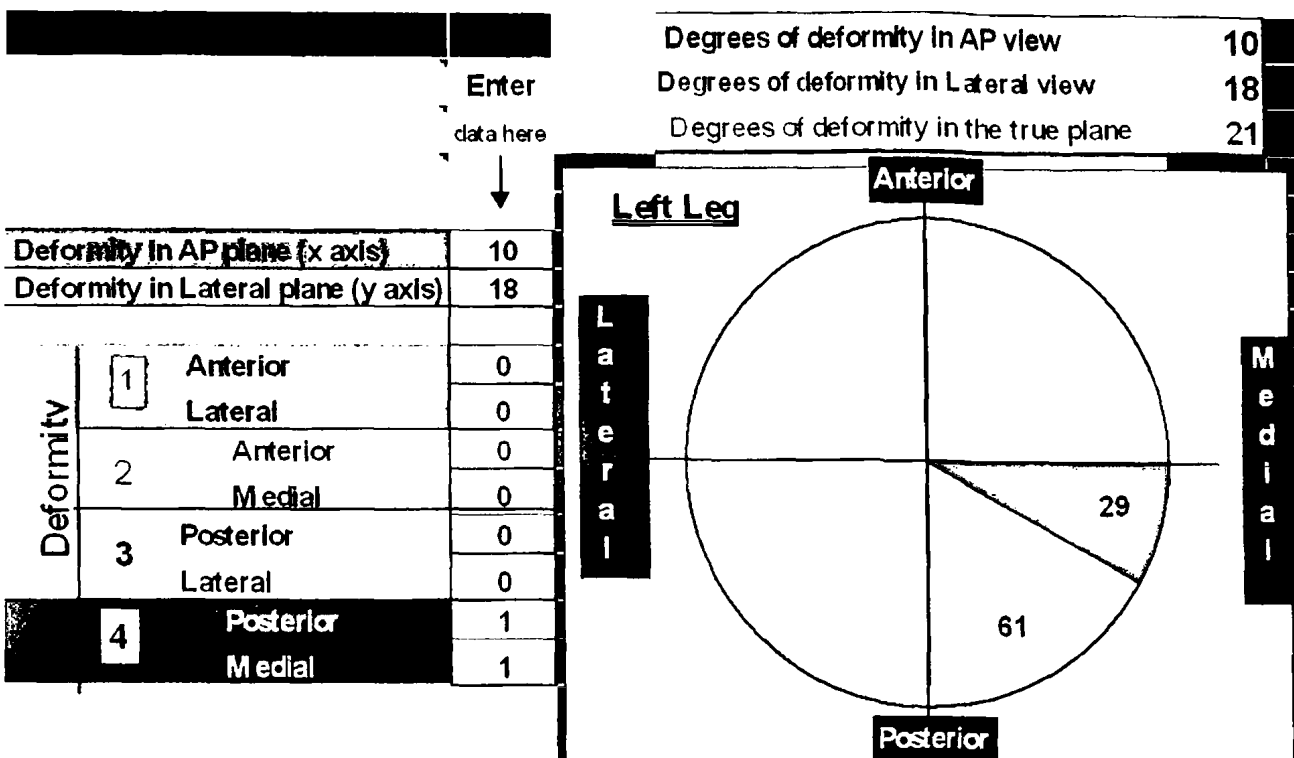 Degrees of deformity in AP view 10
Degrees of deformity in Lateral view 18
Degrees of deformity in the true plane 21
Enter
data here
Deformity in AP plane (x axis) 10
Deformity in Lateral plane (y axis) 18
Deformity
1 Anterior 0
Lateral 0
2 Anterior 0
Medial 0
3 Posterior 0
Lateral 0
4 Posterior 1
Medial 1
Left Leg
Anterior
Lateral
Medial
29
61
Posterior